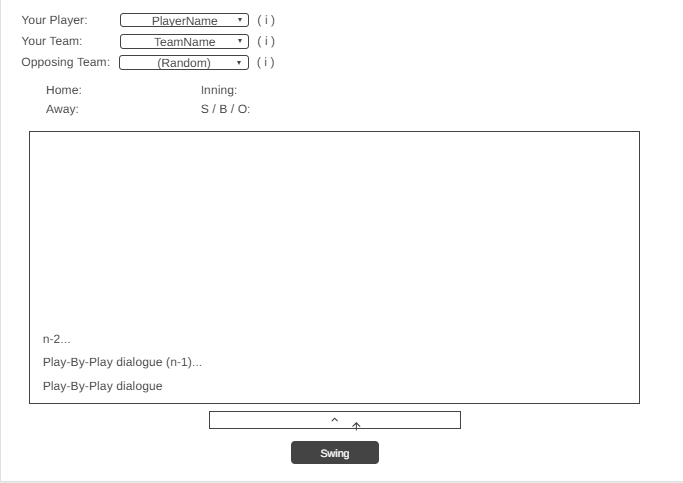 Your Player: PlayerName ( i )
Your Team: TeamName ( i )
Opposing Team: (Random) ( i )
Home: Inning:
Away: S / B / O:
n-2...
Play-By-Play dialogue (n-1)...
Play-By-Play dialogue
Swing